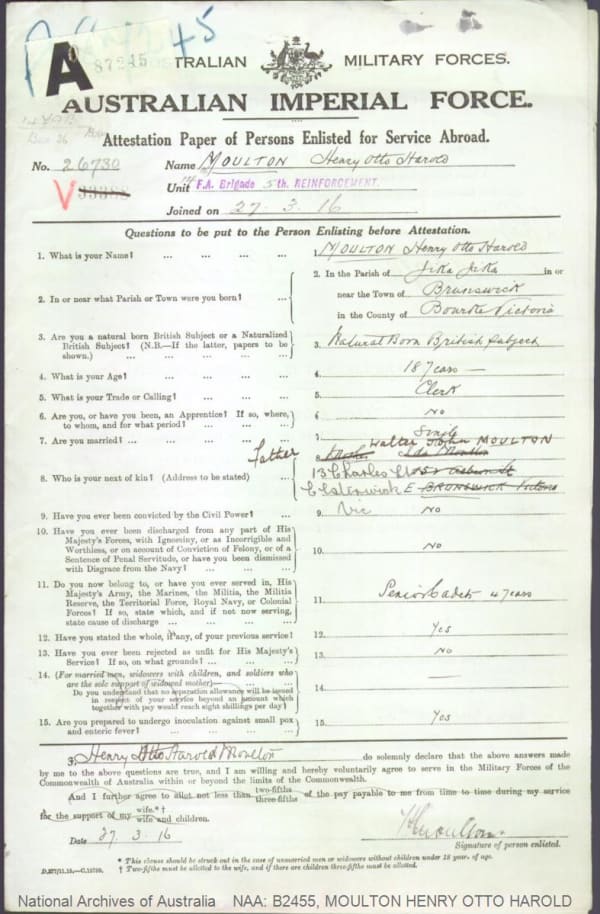 A
87245
TRALIAN MILITARY FORCES.
AUSTRALIAN IMPERIAL FORCE.
Attestation Paper of Persons Enlisted for Service Abroad.
No. 26730 Name MOULTON Henry Otto Harold
Unit F.A. Brigade 5th. REINFORCEMENT.
Joined on 27. 3. 16
Questions to be put to the Person Enlisting before Attestation.
1. What is your Name? ... ... ... 1. MOULTON Henry Otto Harold
2. In or near what Parish or Town were you born? ... 2. In the Parish of Jika Jika in or
near the Town of Brunswick
in the County of Bourke Victoria
3. Are you a natural born British Subject or a Naturalized British Subject? (N.B.—If the latter, papers to be shown.) ... ... ... 3. Natural Born British Subject
4. What is your Age? ... ... ... 4. 18 years —
5. What is your Trade or Calling? ... ... ... 5. Clerk
6. Are you, or have you been, an Apprentice? If so, where, to whom, and for what period? ... ... 6. No
7. Are you married? ... ... ... 7. Single
8. Who is your next of kin? (Address to be stated) ... Father Walter John MOULTON
Ida Moulton
13 Charles St
Elsternwick E BRUNSWICK Victoria
Vic
9. Have you ever been convicted by the Civil Power? ... 9. No
10. Have you ever been discharged from any part of His Majesty's Forces, with Ignominy, or as Incorrigible and Worthless, or on account of Conviction of Felony, or of a Sentence of Penal Servitude, or have you been dismissed with Disgrace from the Navy? ... ... 10. No
11. Do you now belong to, or have you ever served in, His Majesty's Army, the Marines, the Militia, the Militia Reserve, the Territorial Force, Royal Navy, or Colonial Forces? If so, state which, and if not now serving, state cause of discharge ... ... 11. Senior Cadets 4 years
12. Have you stated the whole, if any, of your previous service? 12. Yes
13. Have you ever been rejected as unfit for His Majesty's Service? If so, on what grounds? ... ... 13. No
14. (For married men, widowers with children, and soldiers who are the sole support of widowed mother)—
Do you understand that no separation allowance will be issued in respect of your service beyond an amount which together with pay would reach eight shillings per day? 14. —
15. Are you prepared to undergo inoculation against small pox and enteric fever? ... ... ... 15. Yes
I, Henry Otto Harold Moulton do solemnly declare that the above answers made
by me to the above questions are true, and I am willing and hereby voluntarily agree to serve in the Military Forces of the
Commonwealth of Australia within or beyond the limits of the Commonwealth.
And I further agree to allot not less than two-fifths three-fifths of the pay payable to me from time to time during my service
for the support of my wife.*† wife and children.
Date 27. 3. 16
H Moulton.
Signature of person enlisted.
* This clause should be struck out in the case of unmarried men or widowers without children under 18 year. of age.
† Two-fifths must be allotted to the wife, and if there are children three-fifths must be allotted.
National Archives of Australia NAA: B2455, MOULTON HENRY OTTO HAROLD